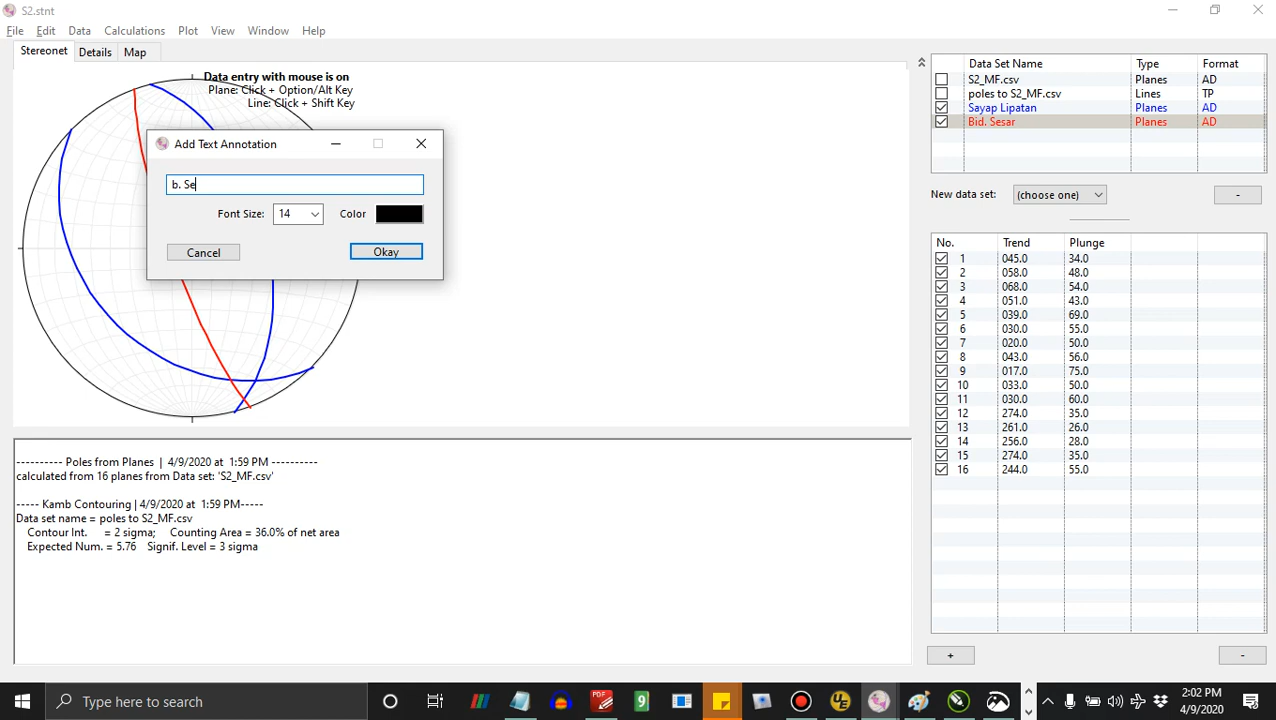 S2.stnt
File Edit Data Calculations Plot View Window Help
Stereonet Details Map
Data entry with mouse is on
Plane: Click + Option/Alt Key
Line: Click + Shift Key
Add Text Annotation
b. Se
Font Size: 14 Color
Cancel Okay
Data Set Name Type Format
S2_MF.csv Planes AD
poles to S2_MF.csv Lines TP
Sayap Lipatan Planes AD
Bid. Sesar Planes AD
New data set: (choose one) -
No. Trend Plunge
1 045.0 34.0
2 058.0 48.0
3 068.0 54.0
4 051.0 43.0
5 039.0 69.0
6 030.0 55.0
7 020.0 50.0
8 043.0 56.0
9 017.0 75.0
10 033.0 50.0
11 030.0 60.0
12 274.0 35.0
13 261.0 26.0
14 256.0 28.0
15 274.0 35.0
16 244.0 55.0
+ -
---------- Poles from Planes | 4/9/2020 at 1:59 PM ----------
calculated from 16 planes from Data set: 'S2_MF.csv'
----- Kamb Contouring | 4/9/2020 at 1:59 PM-----
Data set name = poles to S2_MF.csv
Contour Int. = 2 sigma; Counting Area = 36.0% of net area
Expected Num. = 5.76 Signif. Level = 3 sigma
Type here to search
PDF
9
2:02 PM
4/9/2020